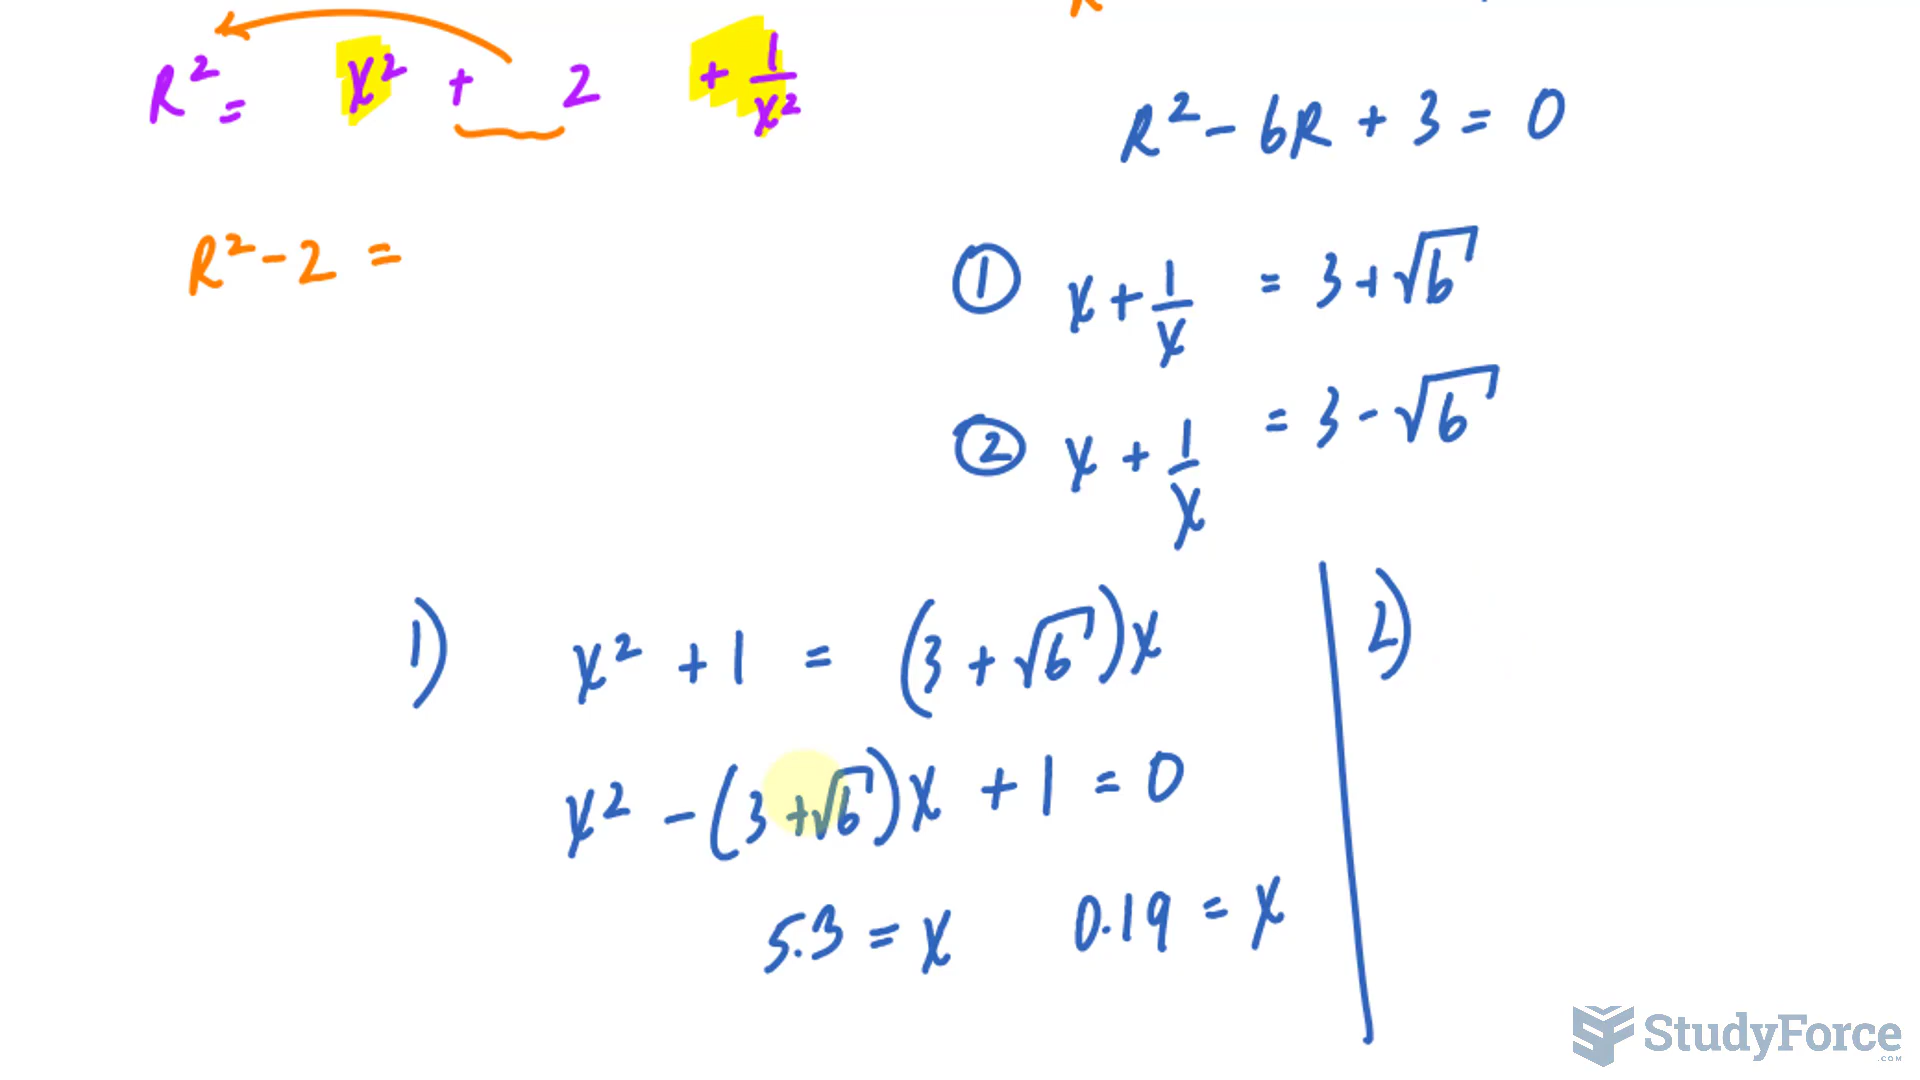 R² = x² + 2 + 1/x²
R² - 2 =
R² - 6R + 3 = 0
① x + 1/x = 3 + √6
② x + 1/x = 3 - √6
1) x² + 1 = (3 + √6)x
x² - (3 + √6)x + 1 = 0
5.3 = x 0.19 = x
2)
StudyForce
.COM